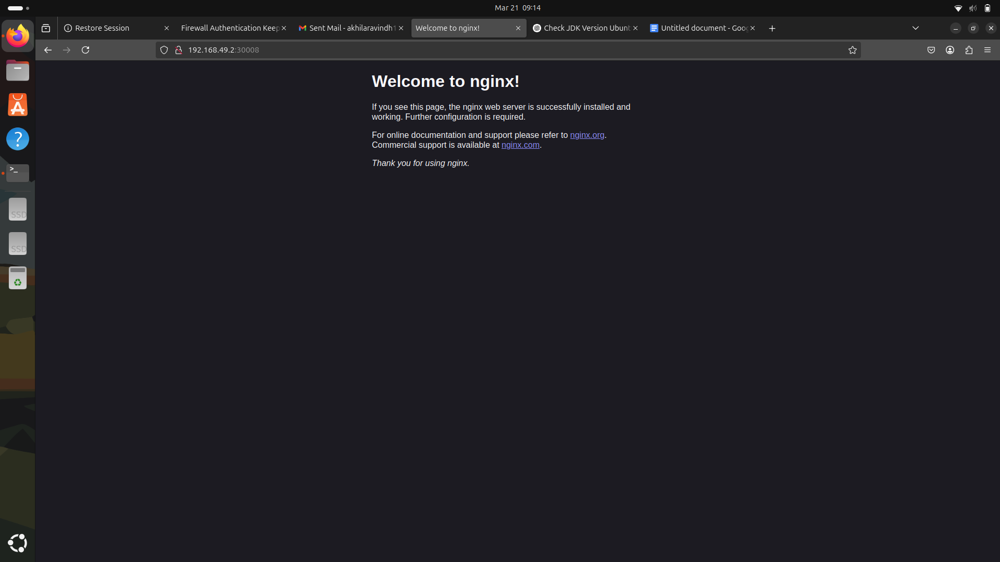 Mar 21 09:14
Restore Session
Firewall Authentication Keep
Sent Mail - akhilaravindh1
Welcome to nginx!
Check JDK Version Ubunt
Untitled document - Goog
192.168.49.2:30008
Welcome to nginx!
If you see this page, the nginx web server is successfully installed and
working. Further configuration is required.
For online documentation and support please refer to nginx.org.
Commercial support is available at nginx.com.
Thank you for using nginx.
>_
SSD
SSD